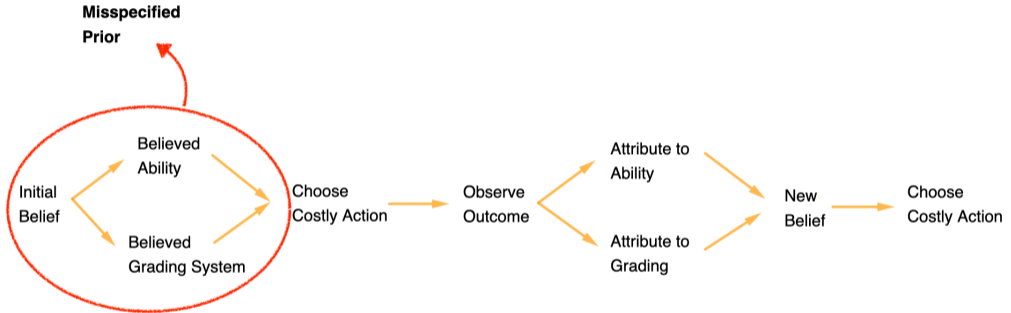 Misspecified
Prior
Believed
Ability
Initial
Belief
Believed
Grading System
Choose
Costly Action
Observe
Outcome
Attribute to
Ability
Attribute to
Grading
New
Belief
Choose
Costly Action